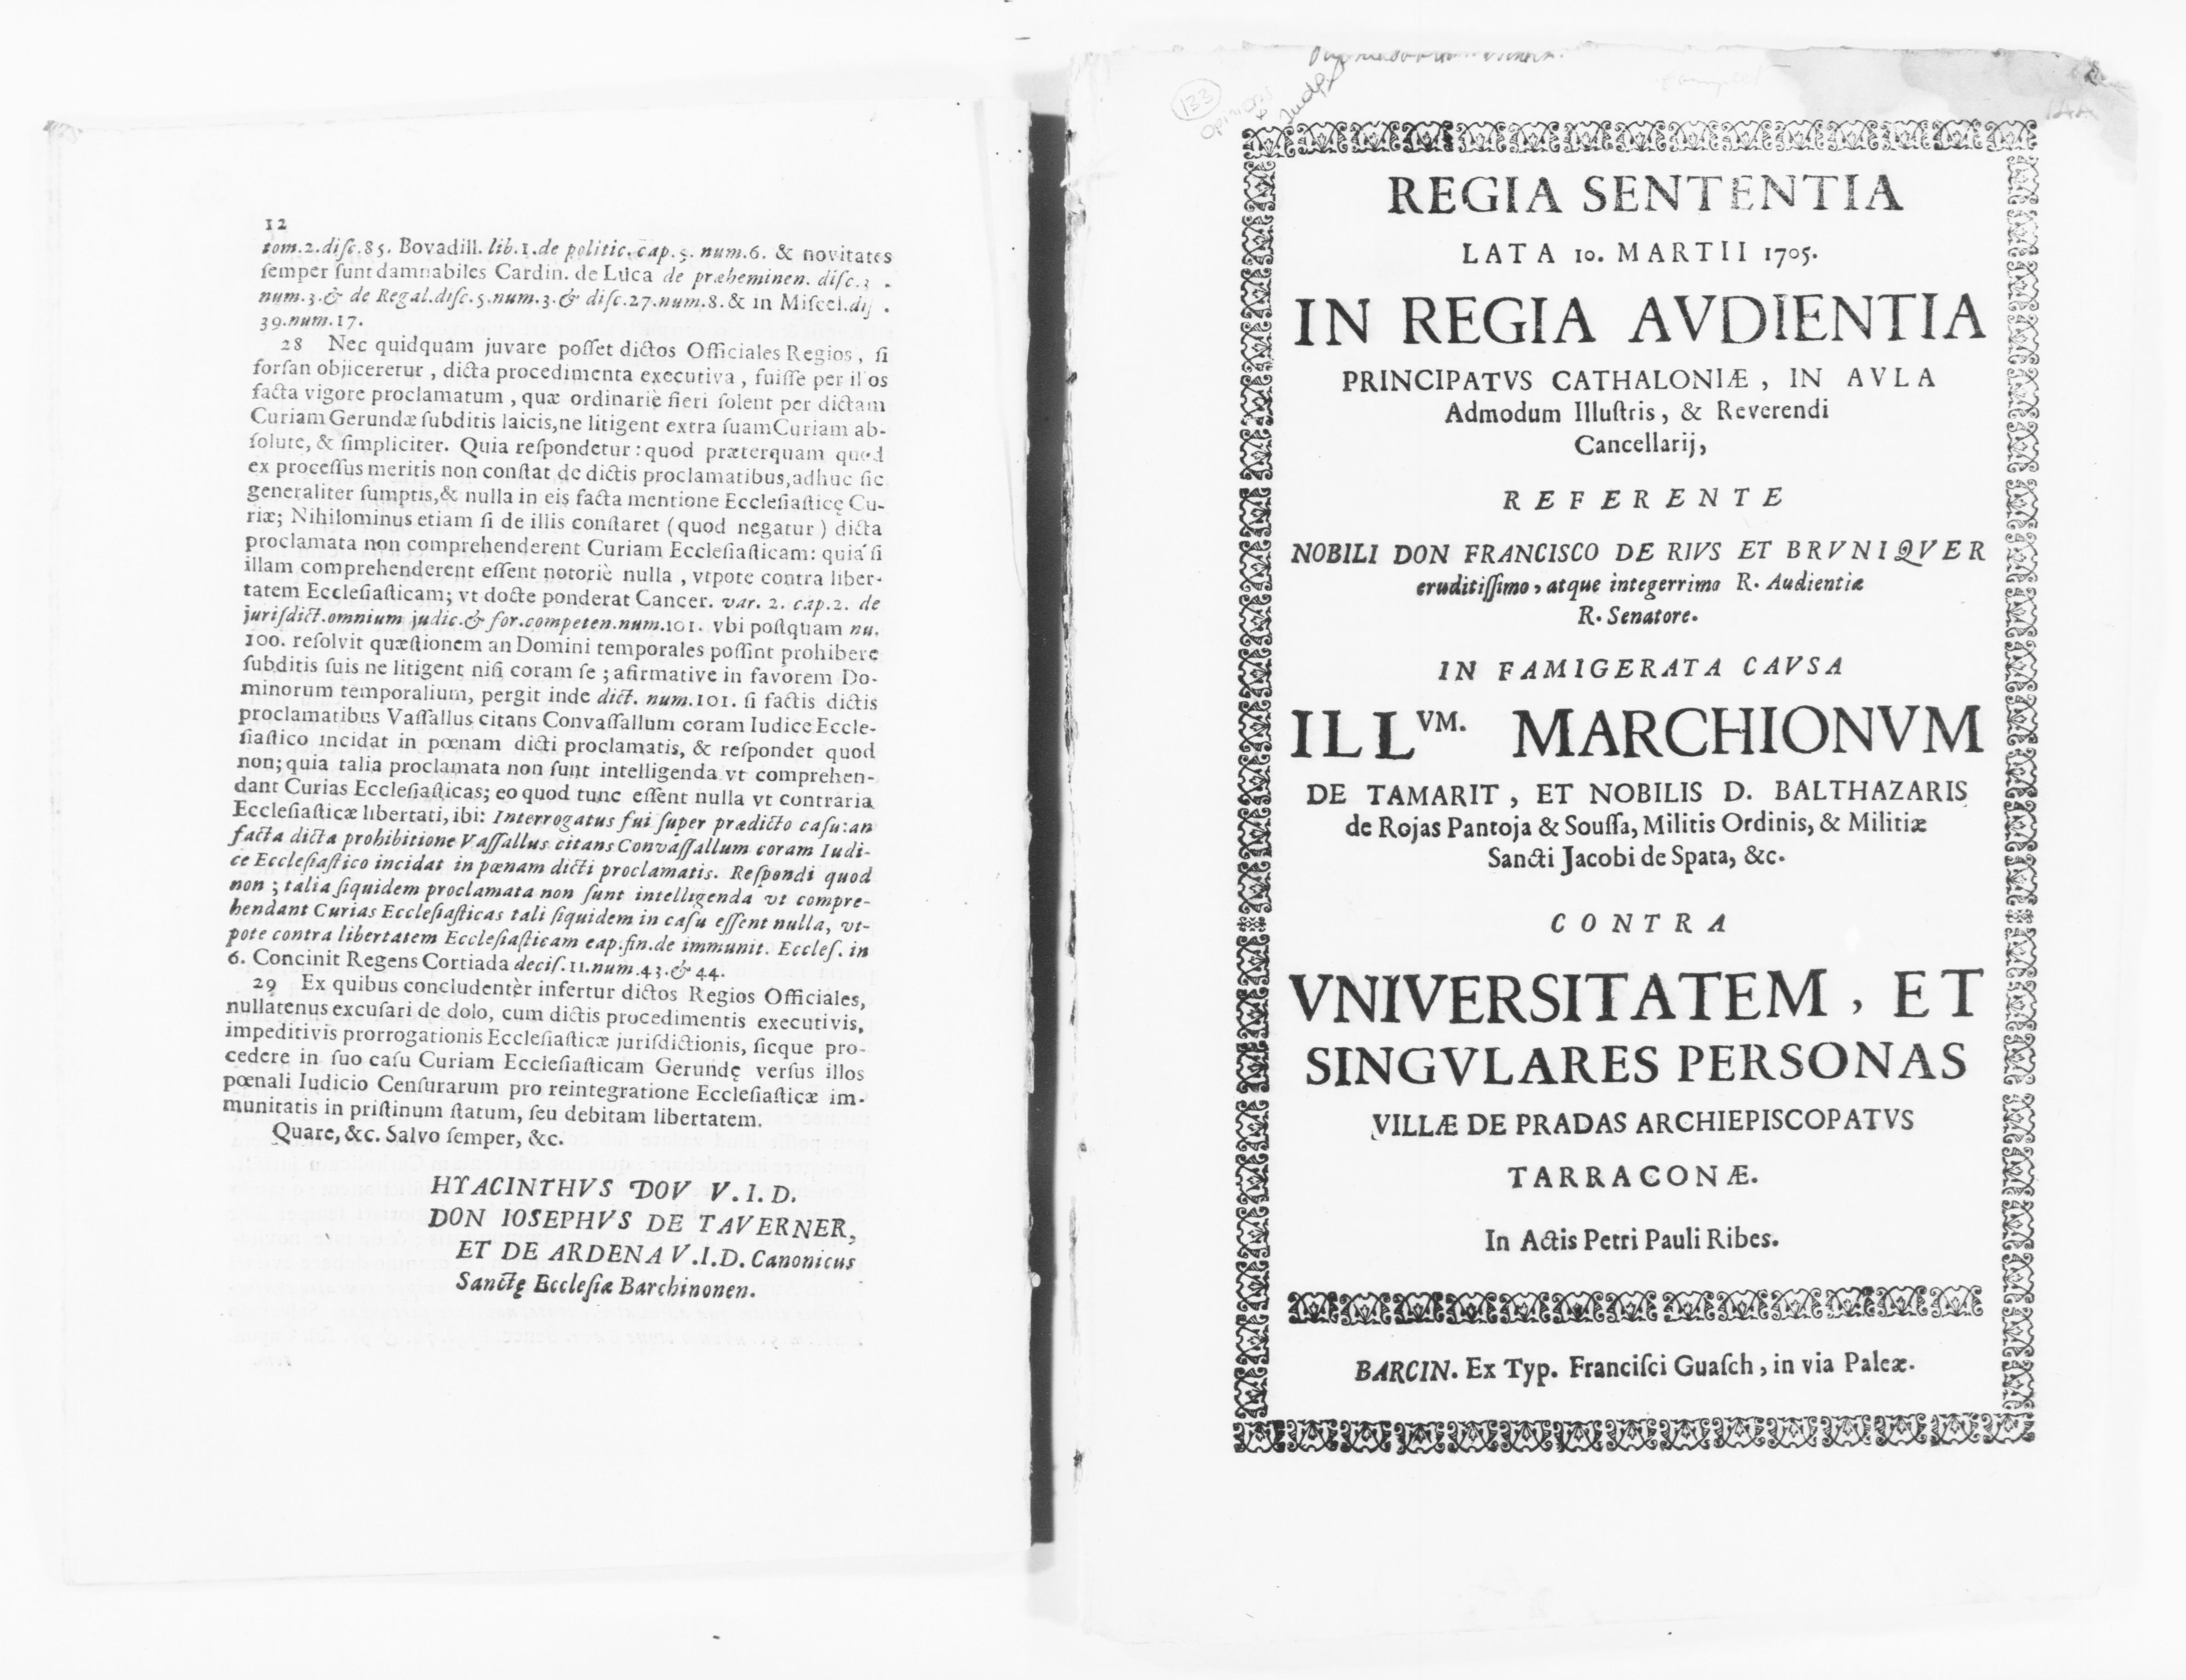 12
tom.2.diſc.85. Bovadill. lib.1.de politic. cap.5. num.6. & novitates
ſemper ſunt damnabiles Cardin. de Luca de præheminen. diſc.3
num.3.& de Regal.diſc.5.num.3.& diſc.27.num.8.& in Miſcel.
39.num.17.
28 Nec quidquam juvare poſſet dictos Officiales Regios, ſi
forſan objiceretur, dicta procedimenta executiva, fuiſſe per illos
facta vigore proclamatum, quæ ordinariè fieri ſolent per dictam
Curiam Gerundæ ſubditis laicis,ne litigent extra ſuam Curiam ab-
ſolute, & ſimpliciter. Quia reſpondetur: quod præterquam quod
ex proceſſus meritis non conſtat de dictis proclamatibus,adhuc ſic
generaliter ſumptis,& nulla in eis facta mentione Eccleſiaſticę Cu-
riæ; Nihilominus etiam ſi de illis conſtaret (quod negatur) dicta
proclamata non comprehenderent Curiam Eccleſiaſticam: quia ſi
illam comprehenderent eſſent notoriè nulla, vtpote contra liber-
tatem Eccleſiaſticam; vt docte ponderat Cancer. var. 2. cap.2. de
juriſdict.omnium judic.& for.competen.num.101. vbi poſtquam nu.
100. reſolvit quæſtionem an Domini temporales poſſint prohibere
ſubditis ſuis ne litigent niſi coram ſe; afirmative in favorem Do-
minorum temporalium, pergit inde dict. num.101. ſi factis dictis
proclamatibus Vaſſallus citans Convaſſallum coram Iudice Eccle-
ſiaſtico incidat in pœnam dicti proclamatis, & reſpondet quod
non; quia talia proclamata non ſunt intelligenda vt comprehen-
dant Curias Eccleſiaſticas; eo quod tunc eſſent nulla vt contraria
Eccleſiaſticæ libertati, ibi: Interrogatus fui ſuper prædicto caſu:an
facta dicta prohibitione Vaſſallus citans Convaſſallum coram Iudi-
ce Eccleſiaſtico incidat in pœnam dicti proclamatis. Reſpondi quod
non; talia ſiquidem proclamata non ſunt intelligenda vt compre-
hendant Curias Eccleſiaſticas tali ſiquidem in caſu eſſent nulla, vt-
pote contra libertatem Eccleſiaſticam eap.fin.de immunit. Eccleſ. in
6. Concinit Regens Cortiada deciſ.11.num.43.& 44.
29 Ex quibus concludentèr infertur dictos Regios Officiales,
nullatenus excuſari de dolo, cum dictis procedimentis executivis,
impeditivis prorrogationis Eccleſiaſticæ juriſdictionis, ſicque pro-
cedere in ſuo caſu Curiam Eccleſiaſticam Gerundę verſus illos
pœnali Iudicio Cenſurarum pro reintegratione Eccleſiaſticæ im-
munitatis in priſtinum ſtatum, ſeu debitam libertatem.
Quare, &c. Salvo ſemper, &c.
HYACINTHVS DOV V.I.D.
DON IOSEPHVS DE TAVERNER,
ET DE ARDENA V.I.D. Canonicus
Sanctę Eccleſiæ Barchinonen.
133
Judg
REGIA SENTENTIA
LATA 10. MARTII 1705.
IN REGIA AVDIENTIA
PRINCIPATVS CATHALONIÆ, IN AVLA
Admodum Illuſtris, & Reverendi
Cancellarij,
REFERENTE
NOBILI DON FRANCISCO DE RIVS ET BRVNIQVER
eruditiſſimo, atque integerrimo R. Audientiæ
R. Senatore.
IN FAMIGERATA CAVSA
ILLVM. MARCHIONVM
DE TAMARIT, ET NOBILIS D. BALTHAZARIS
de Rojas Pantoja & Souſſa, Militis Ordinis, & Militiæ
Sancti Jacobi de Spata, &c.
CONTRA
VNIVERSITATEM, ET
SINGVLARES PERSONAS
VILLÆ DE PRADAS ARCHIEPISCOPATVS
TARRACONÆ.
In Actis Petri Pauli Ribes.
BARCIN. Ex Typ. Franciſci Guaſch, in via Paleæ.